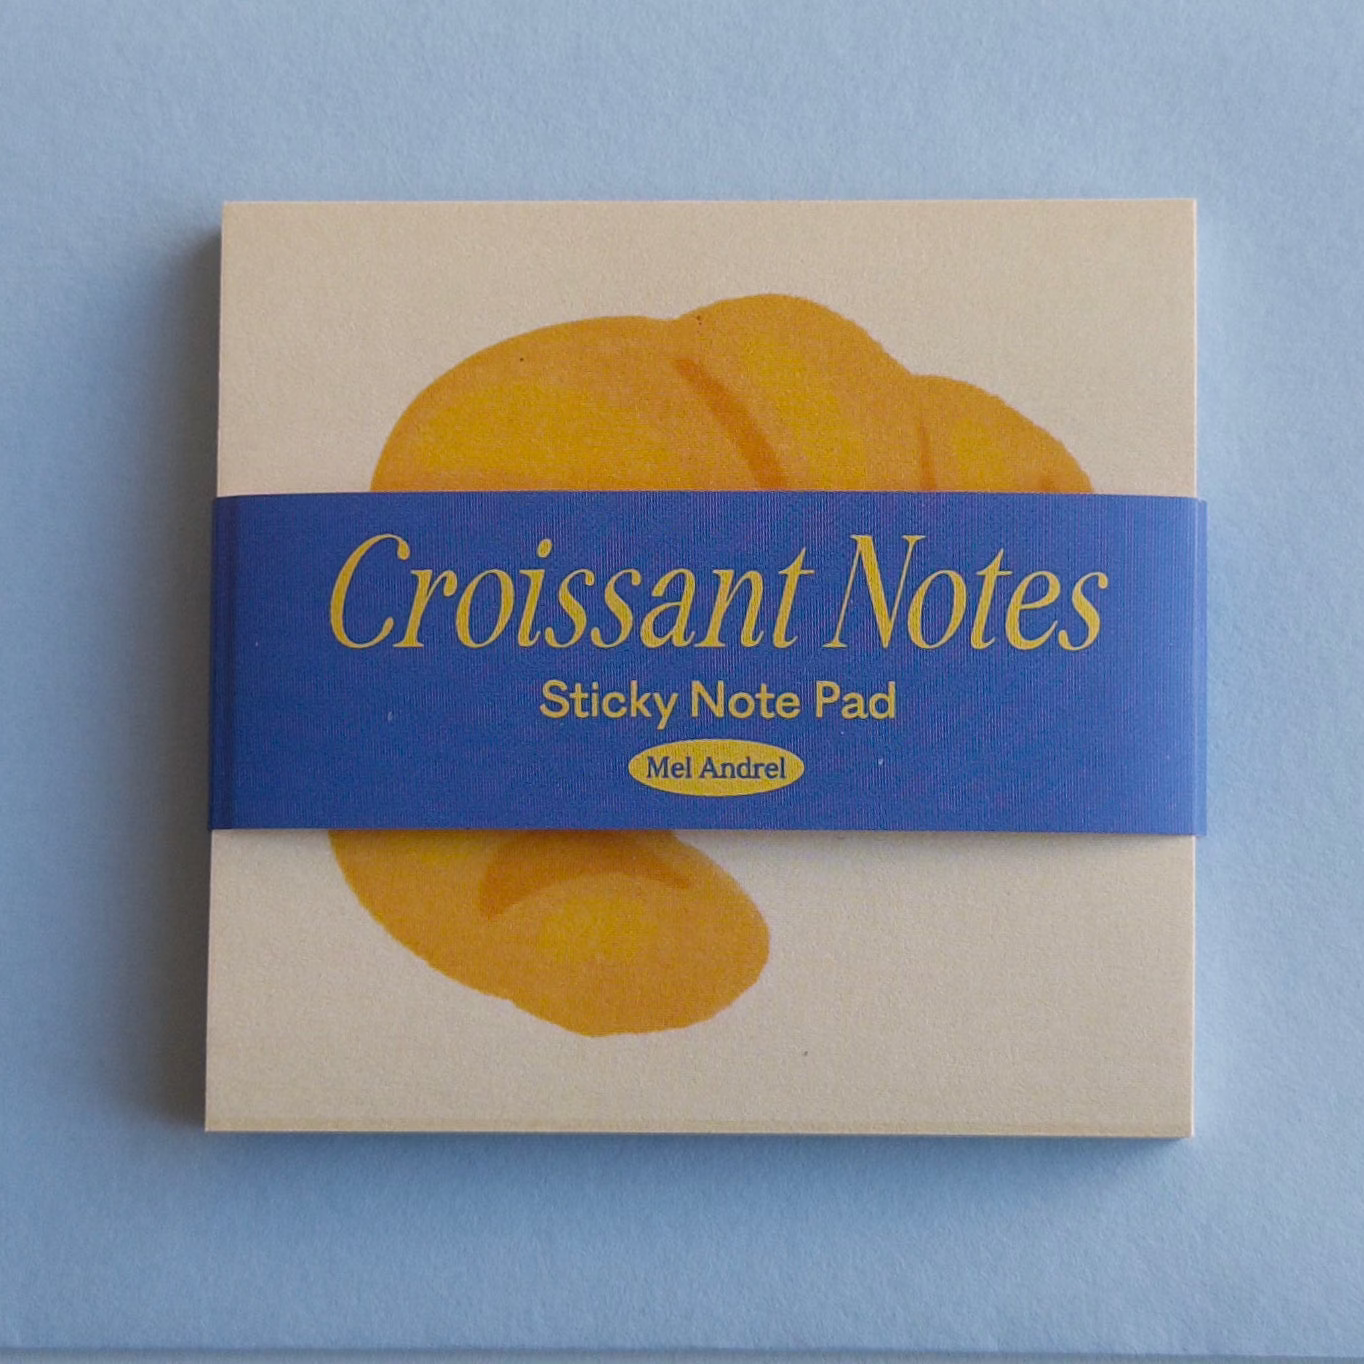 Croissant Notes
Sticky Note Pad
Mel Andrel